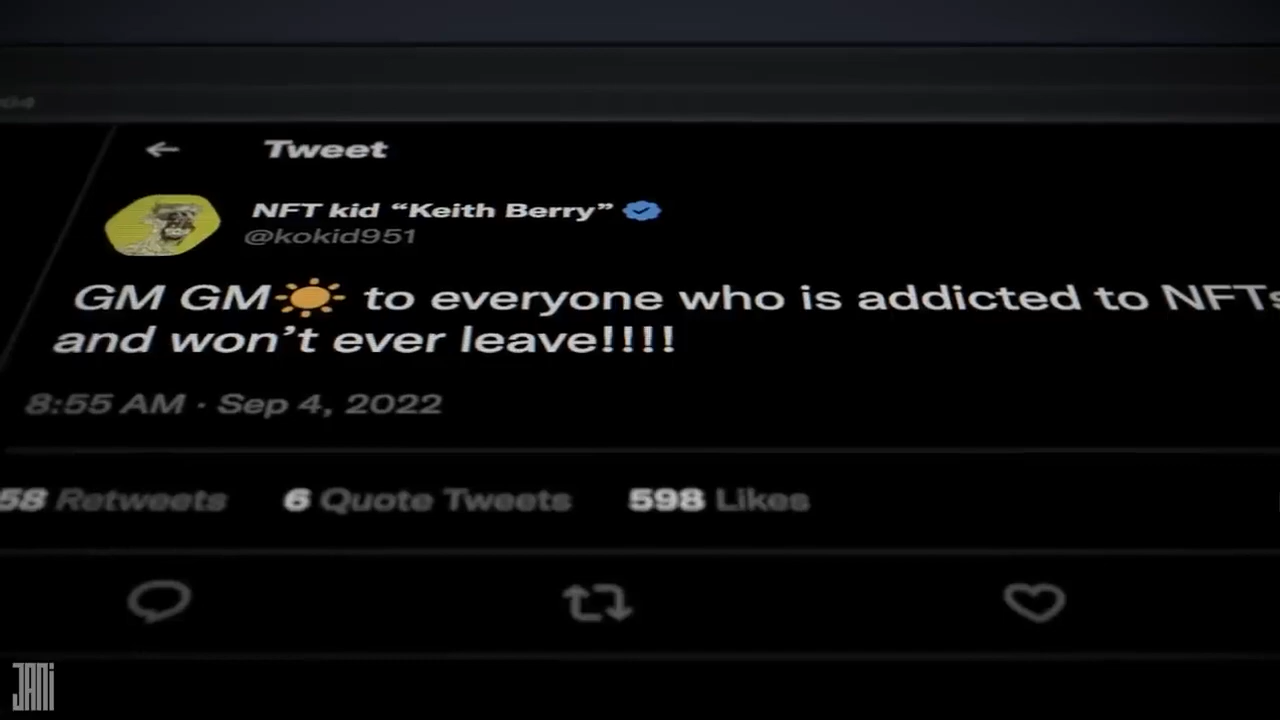 Tweet
NFT kid “Keith Berry”
@kokid951
GM GM☀️ to everyone who is addicted to NFTs
and won’t ever leave!!!!
8:55 AM · Sep 4, 2022
58 Retweets 6 Quote Tweets 598 Likes
JANi